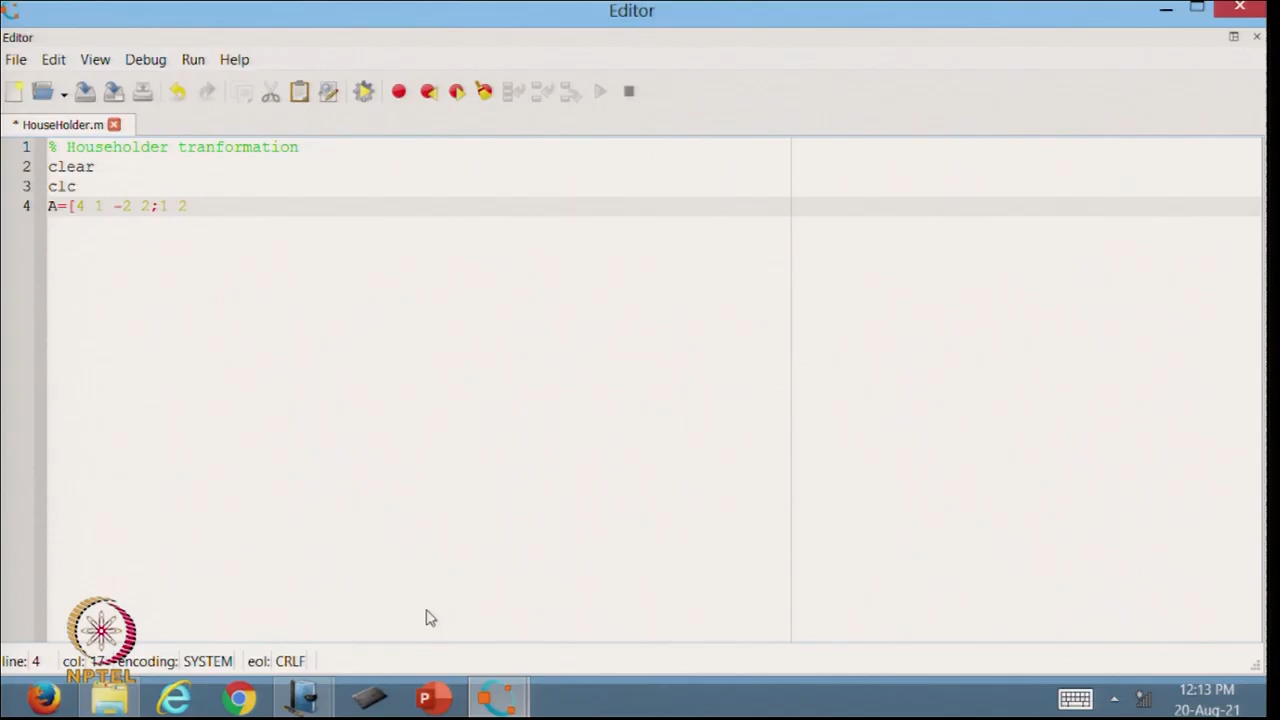 Editor
Editor
File Edit View Debug Run Help
* HouseHolder.m
1 % Householder tranformation
2 clear
3 clc
4 A=[4 1 -2 2;1 2
line: 4 col: 17 encoding: SYSTEM eol: CRLF
NPTEL
12:13 PM
20-Aug-21